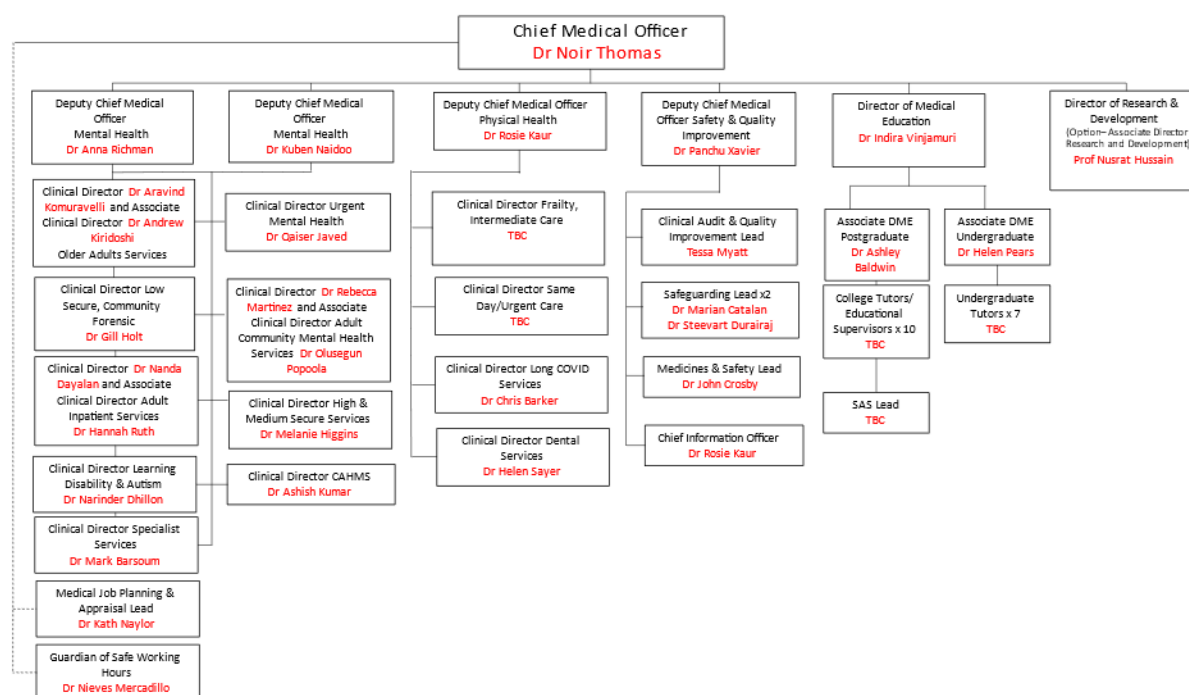 Chief Medical Officer
Dr Noir Thomas
Deputy Chief Medical
Officer
Mental Health
Dr Anna Richman
Deputy Chief Medical
Officer
Mental Health
Dr Kuben Naidoo
Deputy Chief Medical Officer
Physical Health
Dr Rosie Kaur
Deputy Chief Medical
Officer Safety & Quality
Improvement
Dr Panchu Xavier
Director of Medical
Education
Dr Indira Vinjamuri
Director of Research &
Development
(Option–Associate Director
Research and Development)
Prof Nusrat Hussain
Clinical Director Dr Aravind
Komuravelli and Associate
Clinical Director Dr Andrew
Kiridoshi
Older Adults Services
Clinical Director Low
Secure, Community
Forensic
Dr Gill Holt
Clinical Director Dr Nanda
Dayalan and Associate
Clinical Director Adult
Inpatient Services
Dr Hannah Ruth
Clinical Director Learning
Disability & Autism
Dr Narinder Dhillon
Clinical Director Specialist
Services
Dr Mark Barsoum
Medical Job Planning &
Appraisal Lead
Dr Kath Naylor
Guardian of Safe Working
Hours
Dr Nieves Mercadillo
Clinical Director Urgent
Mental Health
Dr Qaiser Javed
Clinical Director Dr Rebecca
Martinez and Associate
Clinical Director Adult
Community Mental Health
Services Dr Olusegun
Popoola
Clinical Director High &
Medium Secure Services
Dr Melanie Higgins
Clinical Director CAHMS
Dr Ashish Kumar
Clinical Director Frailty,
Intermediate Care
TBC
Clinical Director Same
Day/Urgent Care
TBC
Clinical Director Long COVID
Services
Dr Chris Barker
Clinical Director Dental
Services
Dr Helen Sayer
Clinical Audit & Quality
Improvement Lead
Tessa Myatt
Safeguarding Lead x2
Dr Marian Catalan
Dr Steevart Durairaj
Medicines & Safety Lead
Dr John Crosby
Chief Information Officer
Dr Rosie Kaur
Associate DME
Postgraduate
Dr Ashley
Baldwin
College Tutors/
Educational
Supervisors x 10
TBC
SAS Lead
TBC
Associate DME
Undergraduate
Dr Helen Pears
Undergraduate
Tutors x 7
TBC